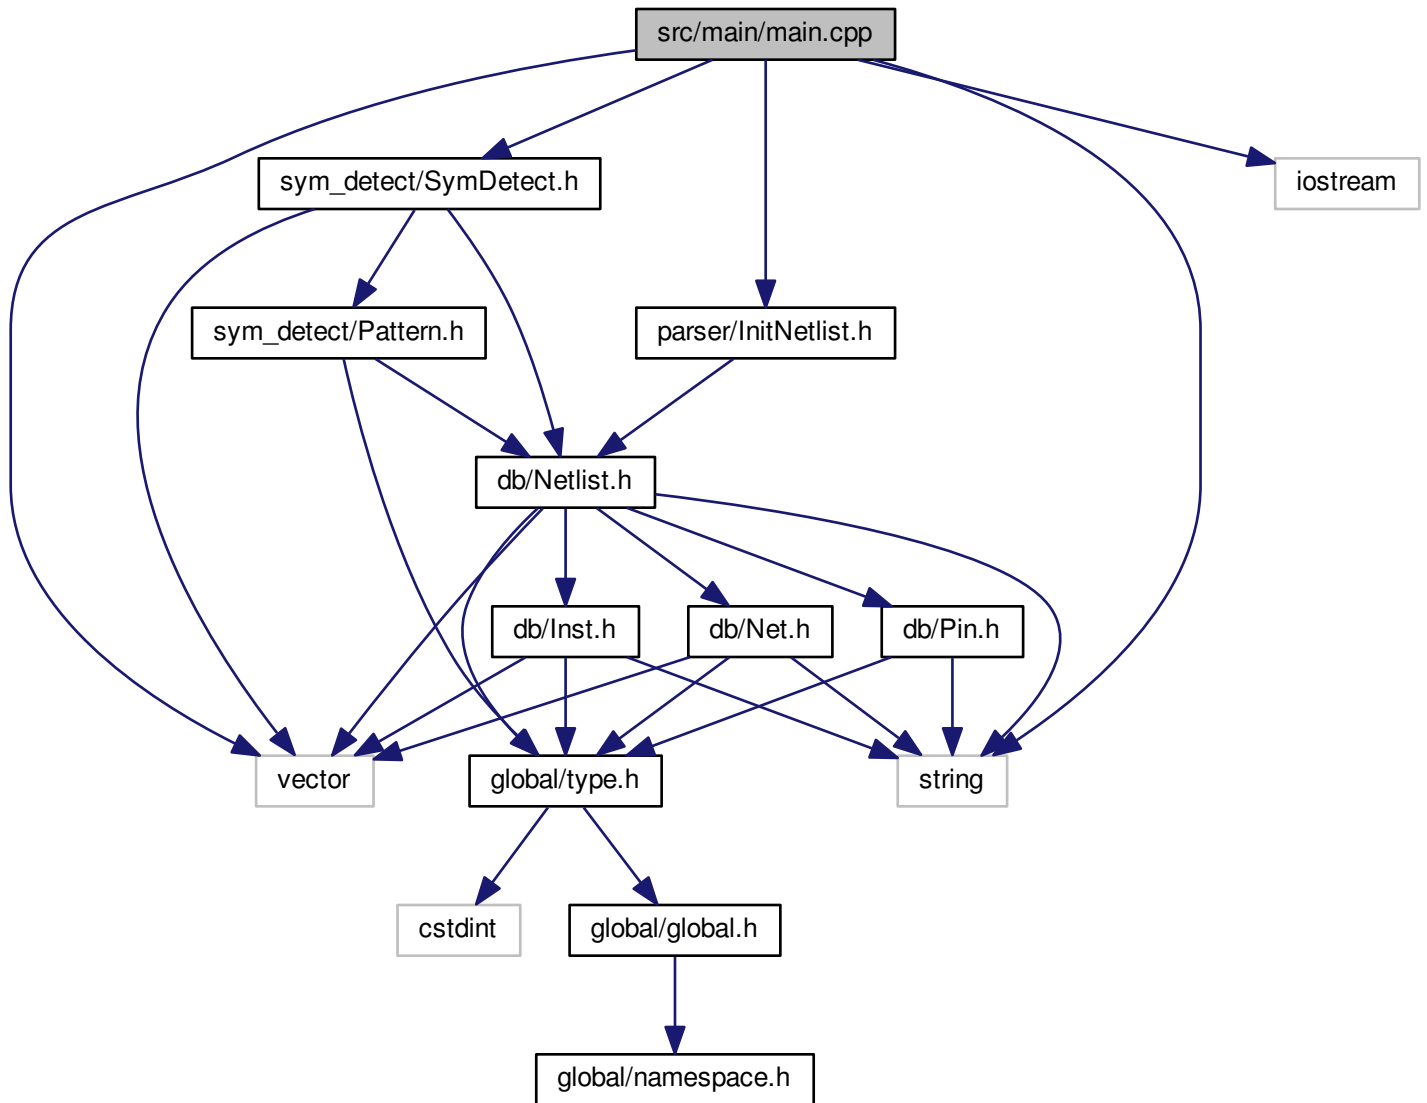 src/main/main.cpp
sym_detect/SymDetect.h
iostream
sym_detect/Pattern.h
parser/InitNetlist.h
db/Netlist.h
db/Inst.h
db/Net.h
db/Pin.h
vector
global/type.h
string
cstdint
global/global.h
global/namespace.h